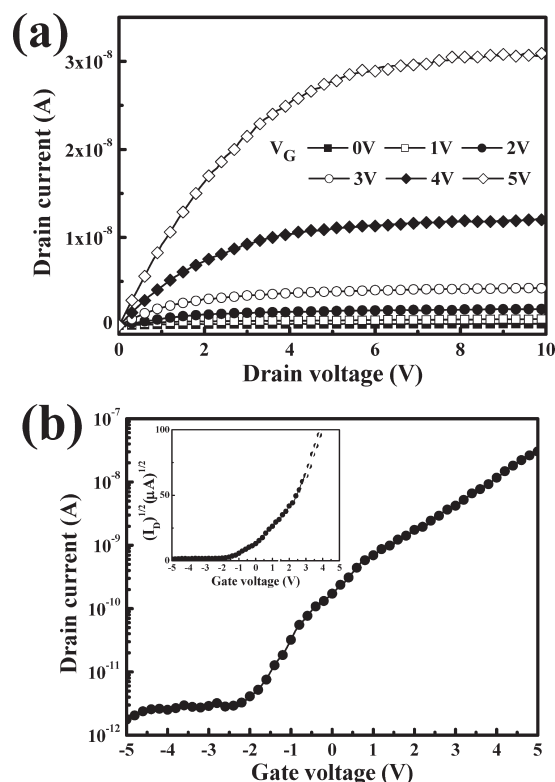 (a)
3x10⁻⁸
2x10⁻⁸
1x10⁻⁸
0
Drain current (A)
V_G 0V 1V 2V
3V 4V 5V
0 2 4 6 8 10
Drain voltage (V)
(b)
10⁻⁷
10⁻⁸
10⁻⁹
10⁻¹⁰
10⁻¹¹
10⁻¹²
Drain current (A)
100
50
0
(I_D)^1/2 (μA)^1/2
-5 -4 -3 -2 -1 0 1 2 3 4 5
Gate voltage (V)
-5 -4 -3 -2 -1 0 1 2 3 4 5
Gate voltage (V)